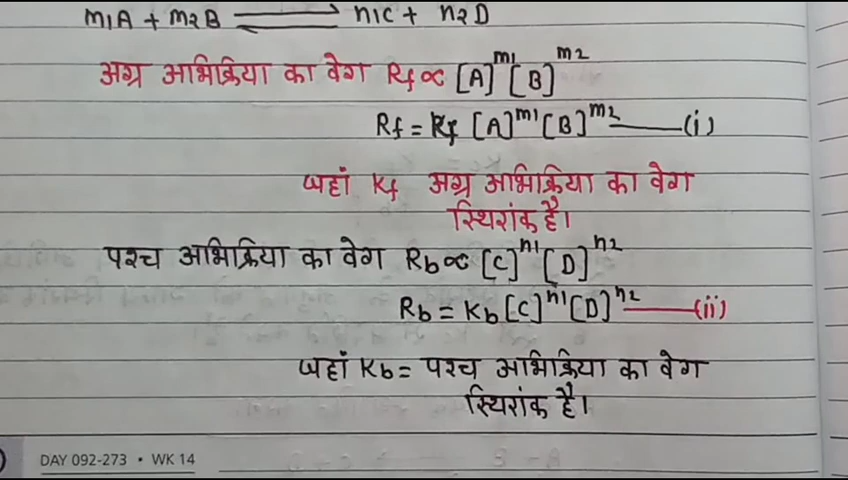 m1A + m2B ⇌ n1C + n2D
अग्र अभिक्रिया का वेग Rf ∝ [A]^m1 [B]^m2
Rf = Kf [A]^m1 [B]^m2 ——(i)
जहां Kf अग्र अभिक्रिया का वेग
स्थिरांक है।
पश्च अभिक्रिया का वेग Rb ∝ [C]^n1 [D]^n2
Rb = Kb [C]^n1 [D]^n2 ——(ii)
जहां Kb = पश्च अभिक्रिया का वेग
स्थिरांक है।
DAY 092-273 • WK 14